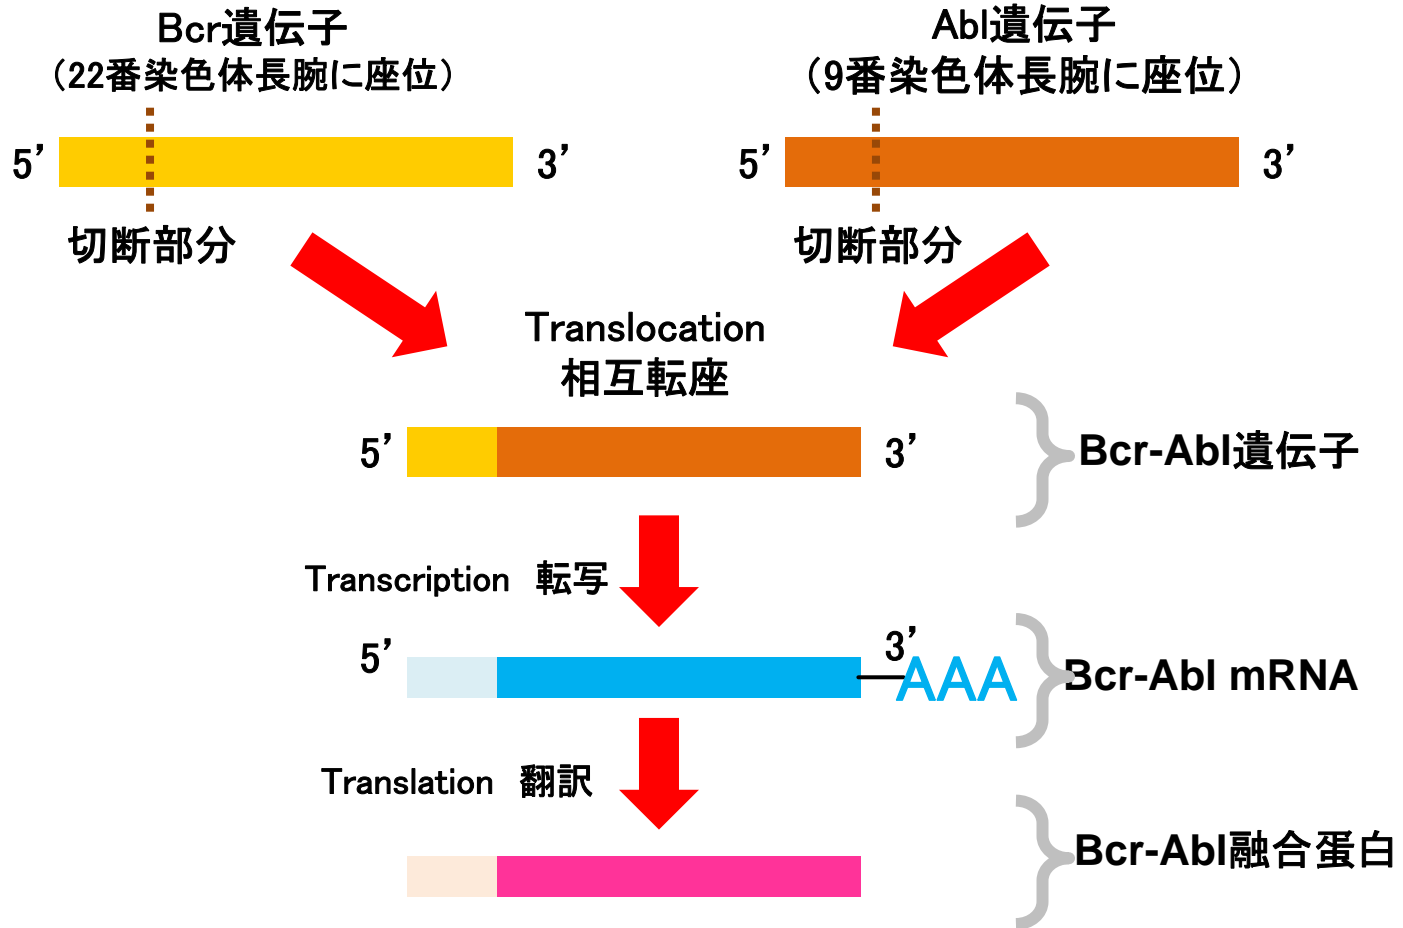 Bcr遺伝子
（22番染色体長腕に座位）
Abl遺伝子
（9番染色体長腕に座位）
5’
3’
5’
3’
切断部分
切断部分
Translocation
相互転座
5’
3’
Bcr-Abl遺伝子
Transcription 転写
5’
3’
AAA
Bcr-Abl mRNA
Translation 翻訳
Bcr-Abl融合蛋白